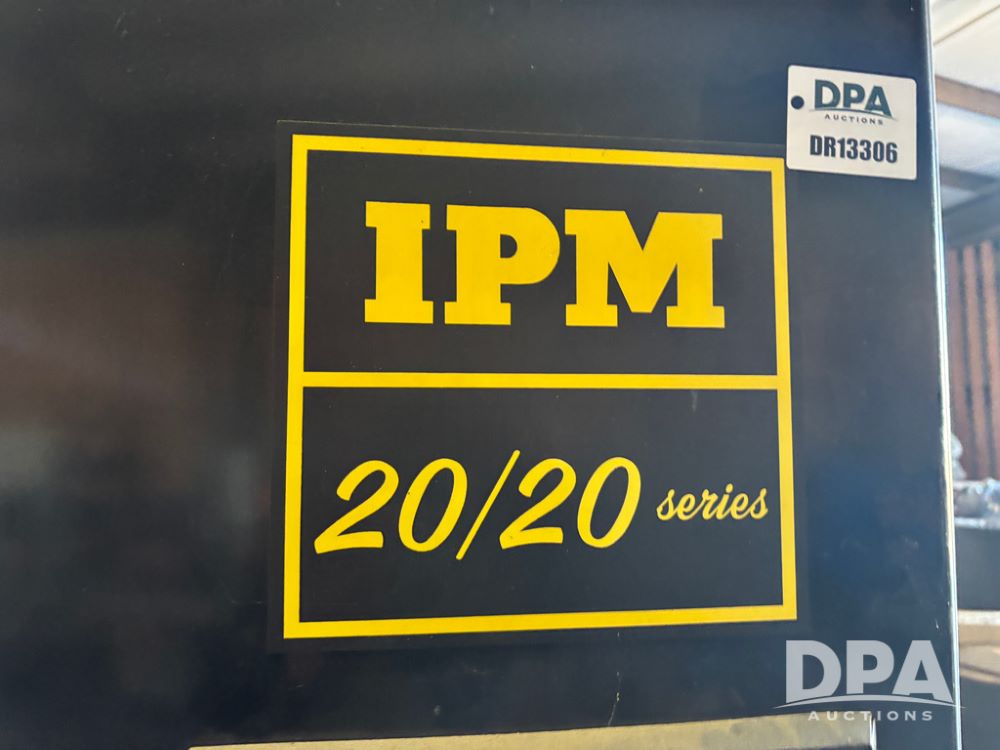 DPA
AUCTIONS
DR13306
IPM
20/20 series
DPA
AUCTIONS